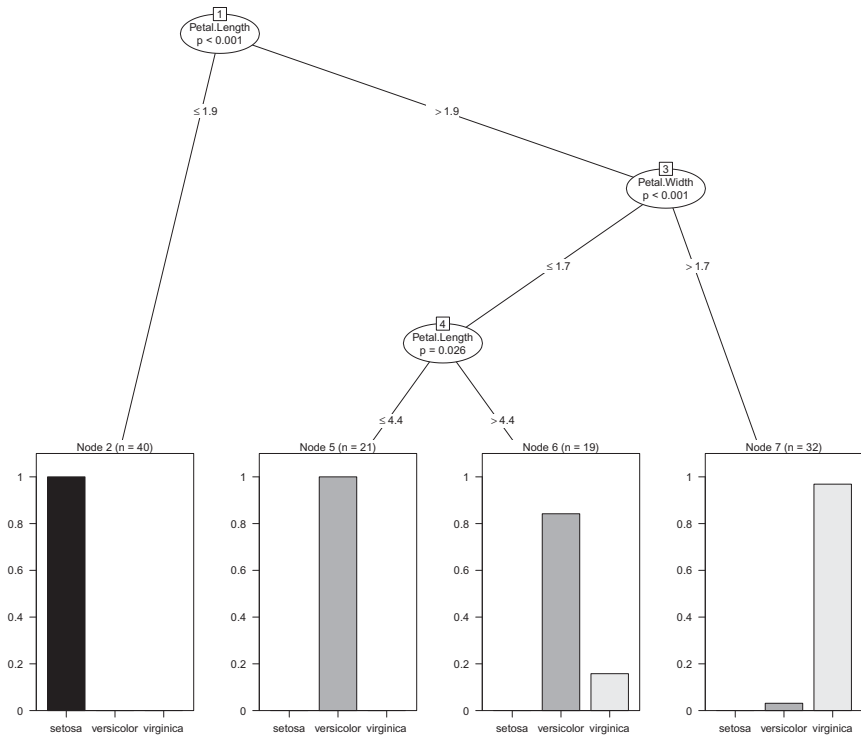 1
Petal.Length
p < 0.001
≤ 1.9
> 1.9
3
Petal.Width
p < 0.001
≤ 1.7
> 1.7
4
Petal.Length
p = 0.026
≤ 4.4
> 4.4
Node 2 (n = 40)
1
0.8
0.6
0.4
0.2
0
setosa versicolor virginica
Node 5 (n = 21)
1
0.8
0.6
0.4
0.2
0
setosa versicolor virginica
Node 6 (n = 19)
1
0.8
0.6
0.4
0.2
0
setosa versicolor virginica
Node 7 (n = 32)
1
0.8
0.6
0.4
0.2
0
setosa versicolor virginica